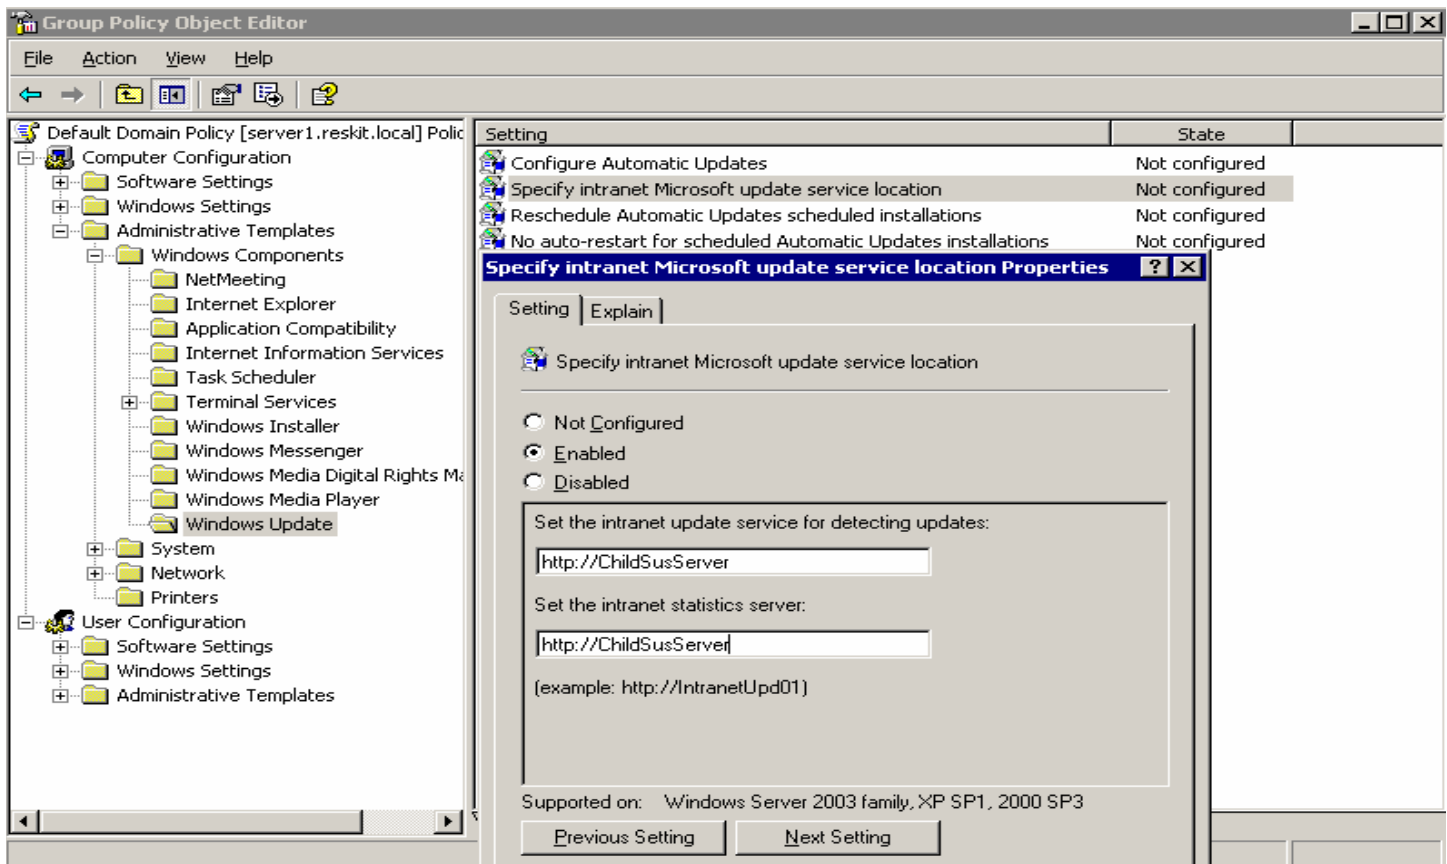 Group Policy Object Editor
File Action View Help
Default Domain Policy [server1.reskit.local] Polic
Computer Configuration
Software Settings
Windows Settings
Administrative Templates
Windows Components
NetMeeting
Internet Explorer
Application Compatibility
Internet Information Services
Task Scheduler
Terminal Services
Windows Installer
Windows Messenger
Windows Media Digital Rights Ma
Windows Media Player
Windows Update
System
Network
Printers
User Configuration
Software Settings
Windows Settings
Administrative Templates
Setting State
Configure Automatic Updates Not configured
Specify intranet Microsoft update service location Not configured
Reschedule Automatic Updates scheduled installations Not configured
No auto-restart for scheduled Automatic Updates installations Not configured
Specify intranet Microsoft update service location Properties
Setting Explain
Specify intranet Microsoft update service location
Not Configured
Enabled
Disabled
Set the intranet update service for detecting updates:
http://ChildSusServer
Set the intranet statistics server:
http://ChildSusServer
(example: http://IntranetUpd01)
Supported on: Windows Server 2003 family, XP SP1, 2000 SP3
Previous Setting Next Setting